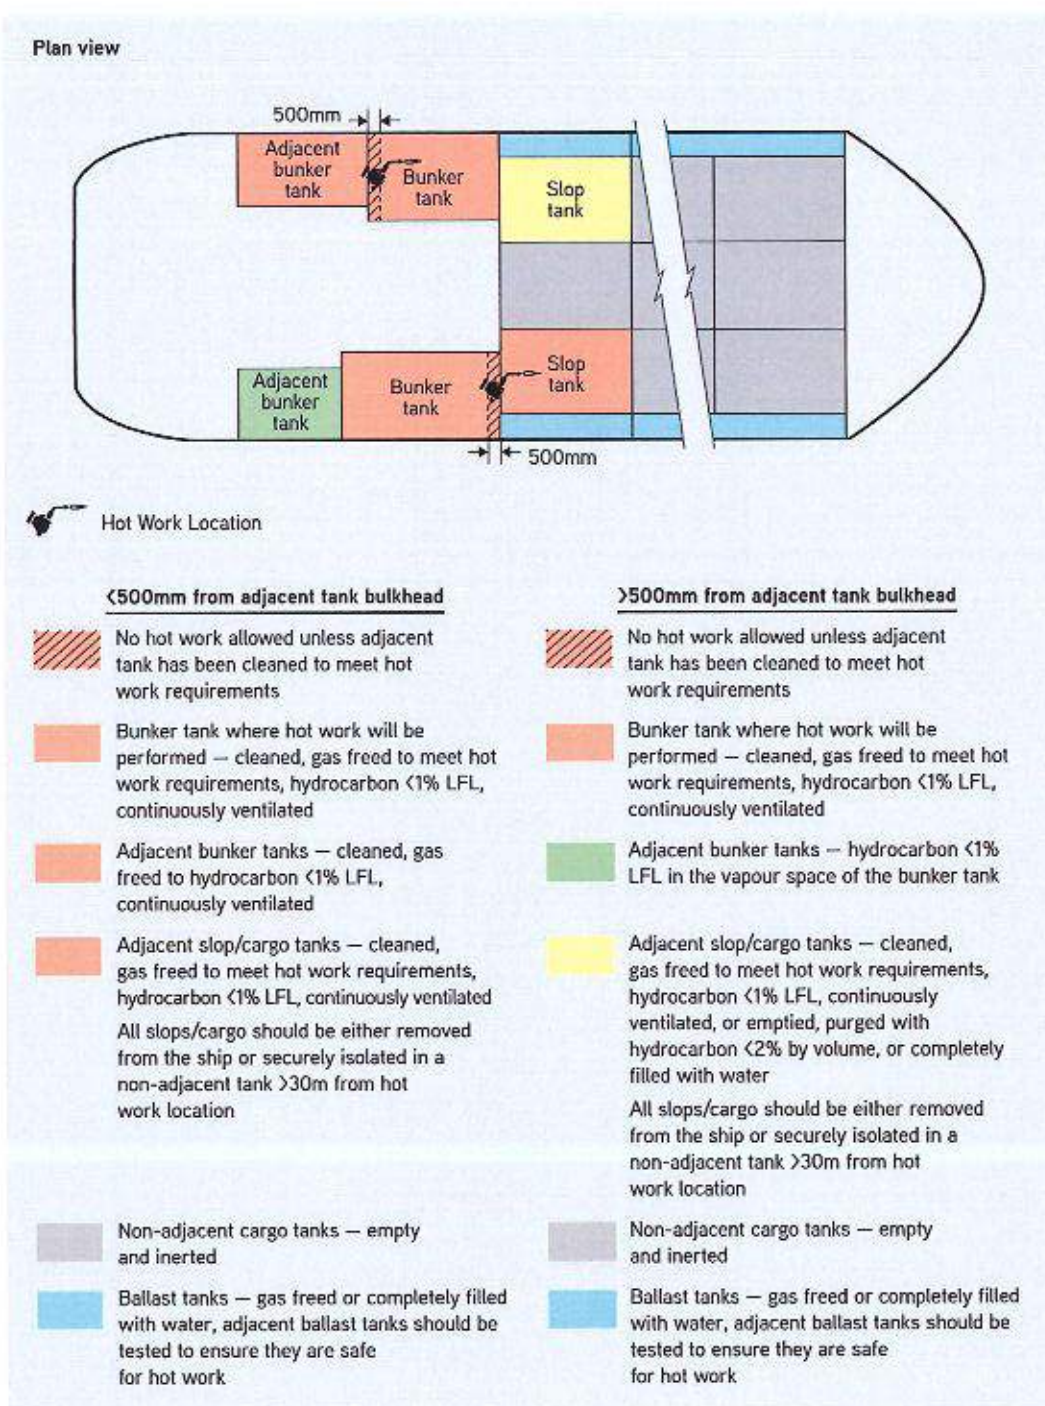 Plan view
500mm
Adjacent
bunker
tank
Bunker
tank
Slop
tank
Adjacent
bunker
tank
Bunker
tank
Slop
tank
500mm
Hot Work Location
<500mm from adjacent tank bulkhead
No hot work allowed unless adjacent
tank has been cleaned to meet hot
work requirements
Bunker tank where hot work will be
performed — cleaned, gas freed to meet hot
work requirements, hydrocarbon <1% LFL,
continuously ventilated
Adjacent bunker tanks — cleaned, gas
freed to hydrocarbon <1% LFL,
continuously ventilated
Adjacent slop/cargo tanks — cleaned,
gas freed to meet hot work requirements,
hydrocarbon <1% LFL, continuously ventilated
All slops/cargo should be either removed
from the ship or securely isolated in a
non-adjacent tank >30m from hot
work location
Non-adjacent cargo tanks — empty
and inerted
Ballast tanks — gas freed or completely filled
with water, adjacent ballast tanks should be
tested to ensure they are safe
for hot work
>500mm from adjacent tank bulkhead
No hot work allowed unless adjacent
tank has been cleaned to meet hot
work requirements
Bunker tank where hot work will be
performed — cleaned, gas freed to meet hot
work requirements, hydrocarbon <1% LFL,
continuously ventilated
Adjacent bunker tanks — hydrocarbon <1%
LFL in the vapour space of the bunker tank
Adjacent slop/cargo tanks — cleaned,
gas freed to meet hot work requirements,
hydrocarbon <1% LFL, continuously
ventilated, or emptied, purged with
hydrocarbon <2% by volume, or completely
filled with water
All slops/cargo should be either removed
from the ship or securely isolated in a
non-adjacent tank >30m from hot
work location
Non-adjacent cargo tanks — empty
and inerted
Ballast tanks — gas freed or completely filled
with water, adjacent ballast tanks should be
tested to ensure they are safe
for hot work